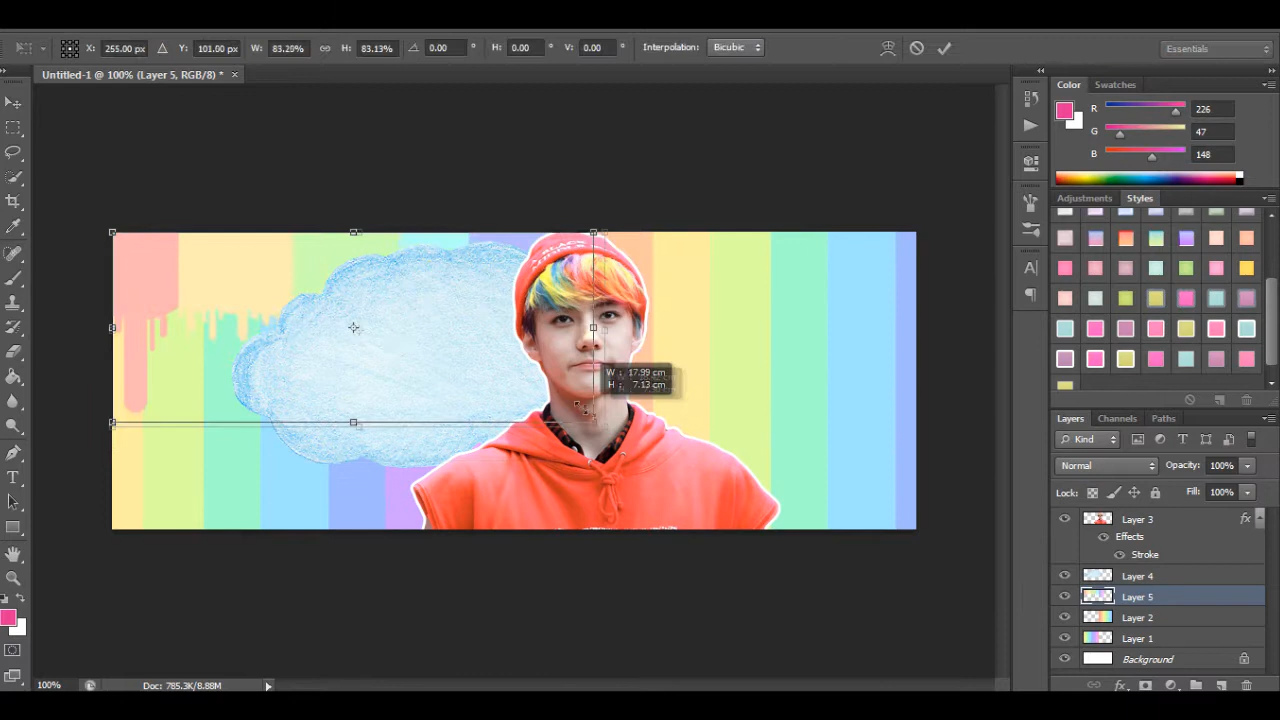 X: 255.00 px Y: 101.00 px W: 83.29% H: 83.13% 0.00 ° H: 0.00 ° V: 0.00 ° Interpolation: Bicubic Essentials
Untitled-1 @ 100% (Layer 5, RGB/8) * ×
Color Swatches
R 226
G 47
B 148
Adjustments Styles
W: 17.99 cm
H: 7.13 cm
Layers Channels Paths
Kind
Normal Opacity: 100%
Lock: Fill: 100%
Layer 3 fx
Effects
Stroke
Layer 4
Layer 5
Layer 2
Layer 1
Background
100% Doc: 785.3K/8.88M